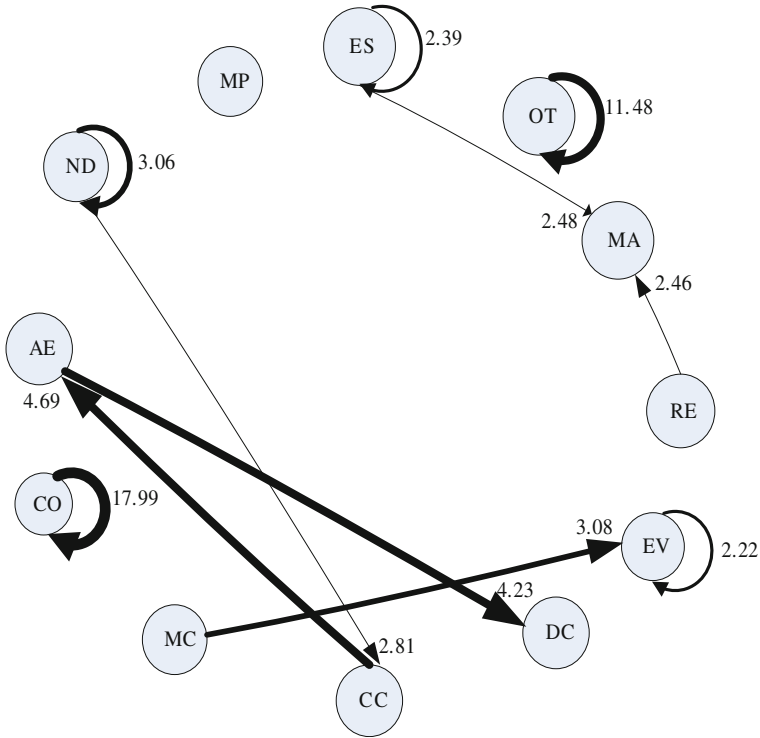 ES
2.39
MP
OT
11.48
ND
3.06
2.48
MA
2.46
AE
4.69
RE
CO
17.99
3.08
EV
2.22
4.23
MC
DC
2.81
CC